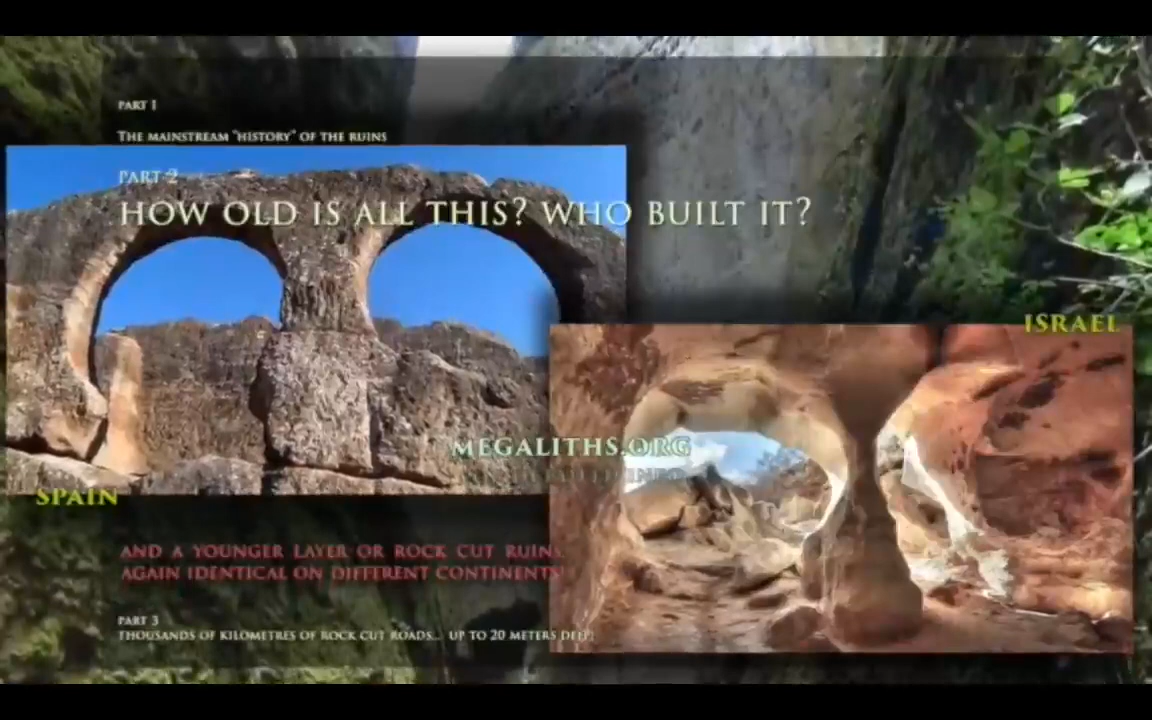 PART 1
THE MAINSTREAM "HISTORY" OF THE RUINS
PART 2
HOW OLD IS ALL THIS? WHO BUILT IT?
ISRAEL
MEGALITHS.ORG
SPAIN
AND A YOUNGER LAYER OR ROCK CUT RUINS
AGAIN IDENTICAL ON DIFFERENT CONTINENTS!
PART 3
THOUSANDS OF KILOMETRES OF ROCK CUT ROADS... UP TO 20 METERS DEEP!